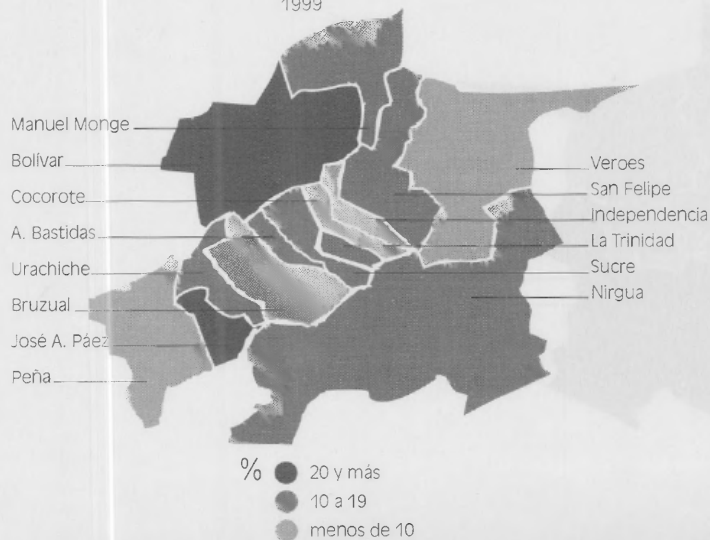 1999
Manuel Monge
Bolívar
Cocorote
A. Bastidas
Urachiche
Bruzual
José A. Páez
Peña
Veroes
San Felipe
Independencia
La Trinidad
Sucre
Nirgua
%
20 y más
10 a 19
menos de 10